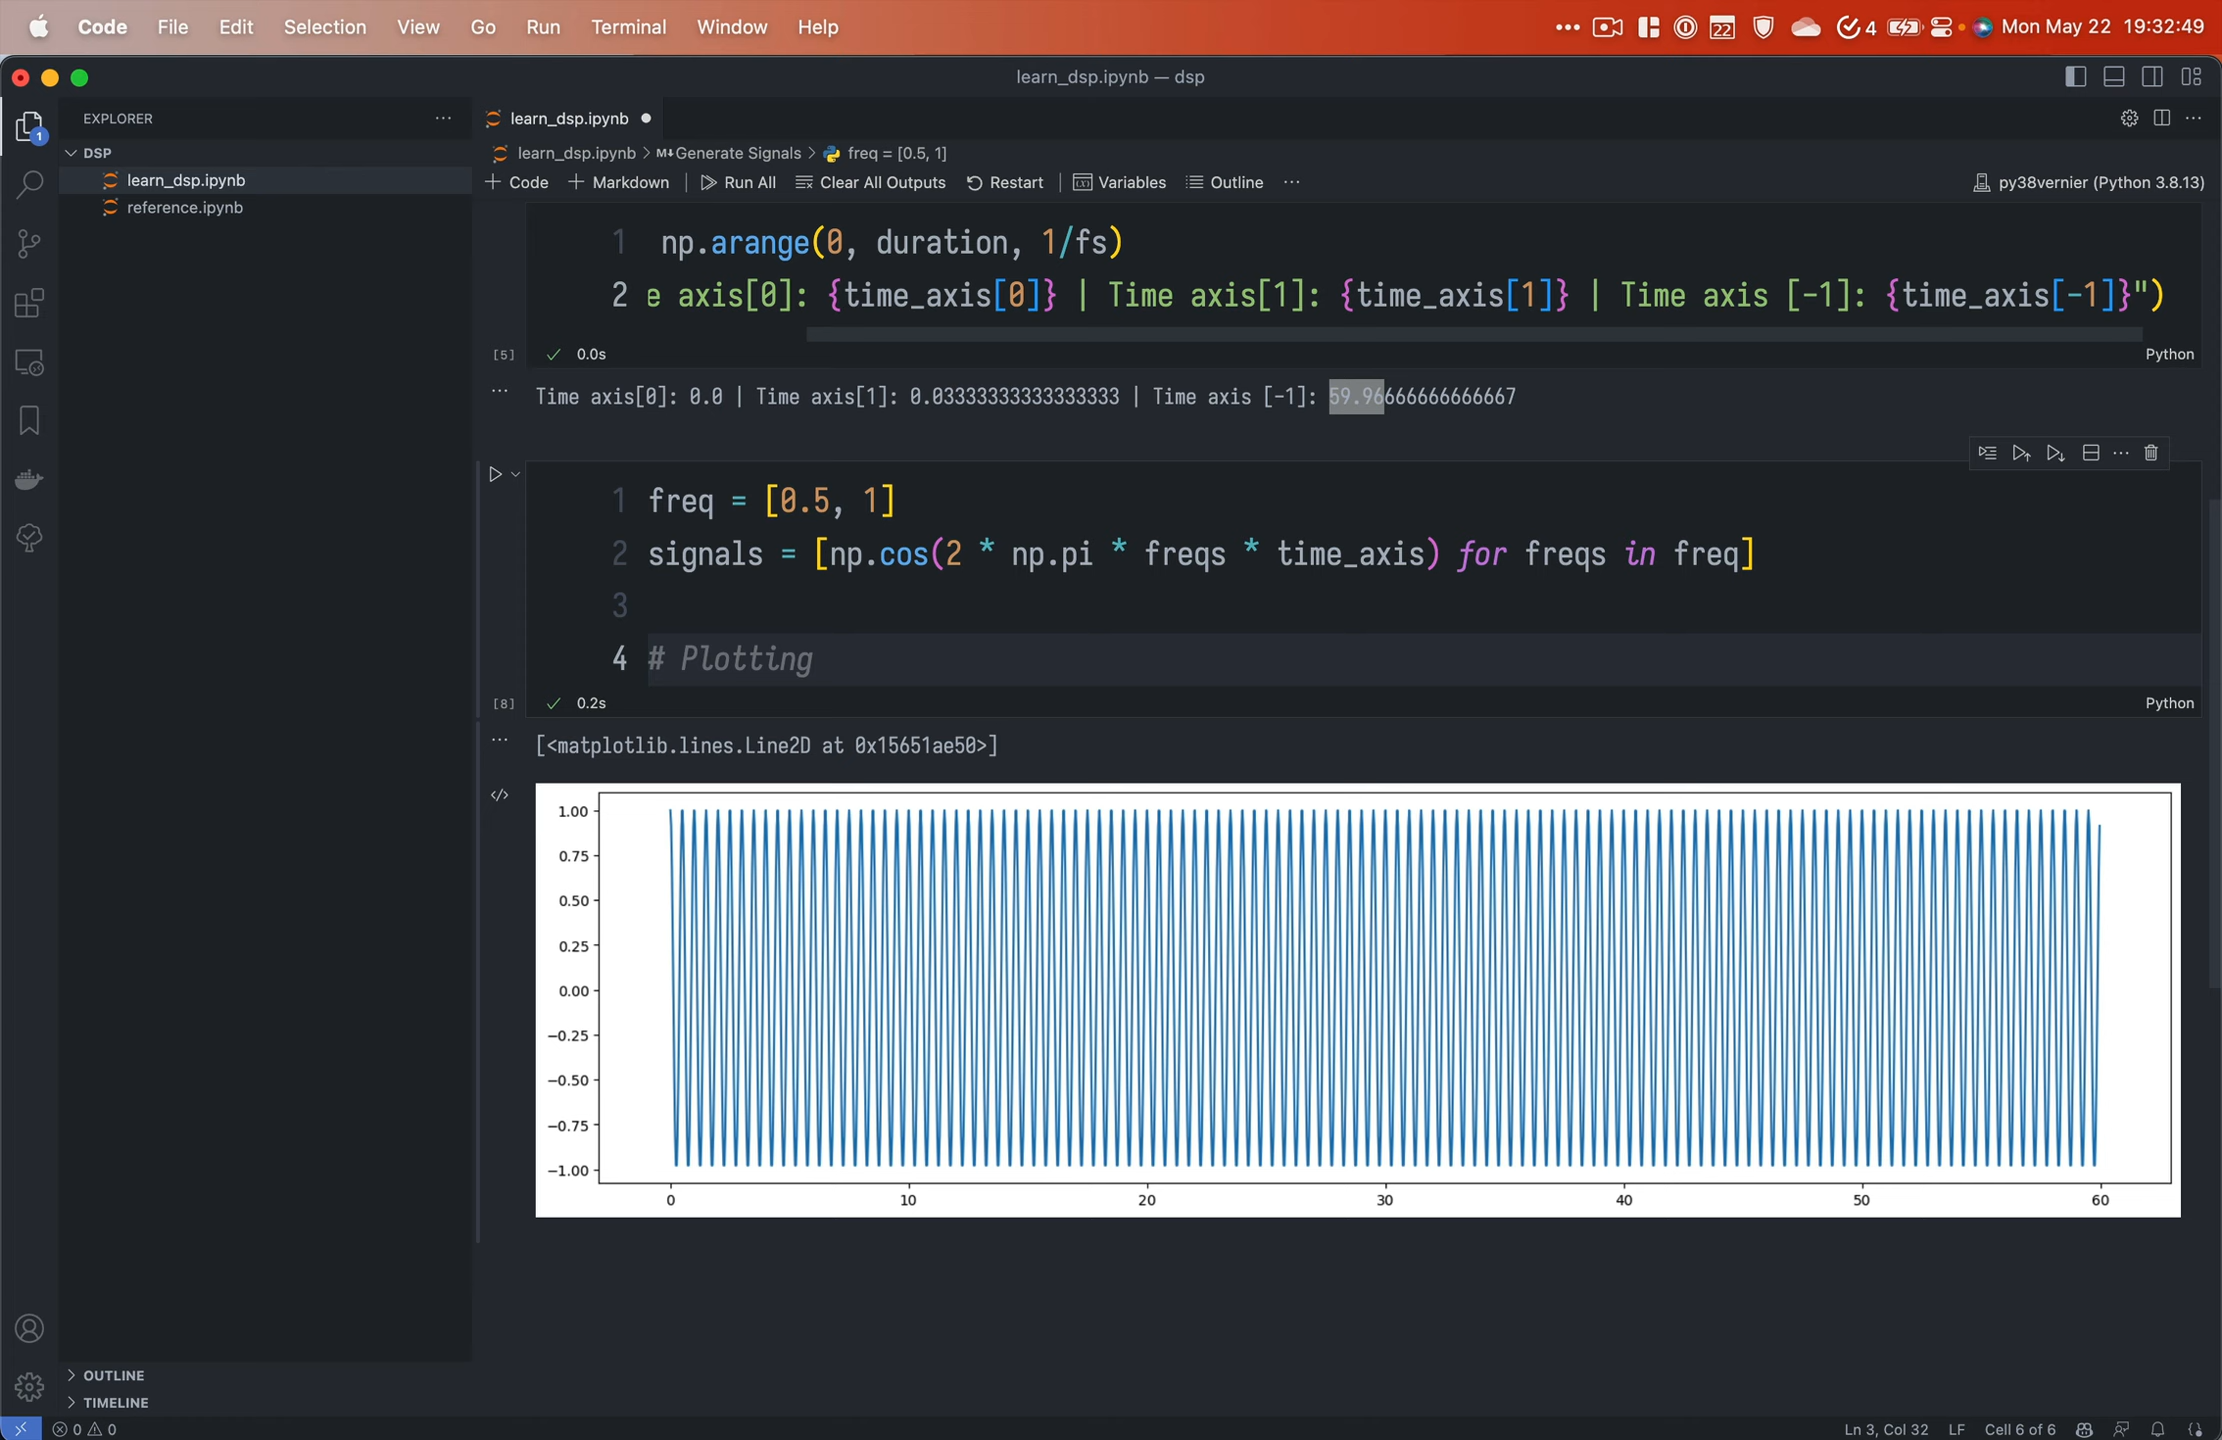 Code File Edit Selection View Go Run Terminal Window Help 22 4 Mon May 22 19:32:49
learn_dsp.ipynb — dsp
EXPLORER
1
DSP
learn_dsp.ipynb
reference.ipynb
OUTLINE
TIMELINE
learn_dsp.ipynb
learn_dsp.ipynb > M↓Generate Signals > freq = [0.5, 1]
+ Code + Markdown Run All Clear All Outputs Restart Variables Outline ··· py38vernier (Python 3.8.13)
1 np.arange(0, duration, 1/fs)
2 e axis[0]: {time_axis[0]} | Time axis[1]: {time_axis[1]} | Time axis [-1]: {time_axis[-1]}")
[5] 0.0s Python
Time axis[0]: 0.0 | Time axis[1]: 0.03333333333333333 | Time axis [-1]: 59.96666666666667
1 freq = [0.5, 1]
2 signals = [np.cos(2 * np.pi * freqs * time_axis) for freqs in freq]
3
4 # Plotting
[8] 0.2s Python
[<matplotlib.lines.Line2D at 0x15651ae50>]
1.00
0.75
0.50
0.25
0.00
−0.25
−0.50
−0.75
−1.00
0 10 20 30 40 50 60
0 0 Ln 3, Col 32 LF Cell 6 of 6